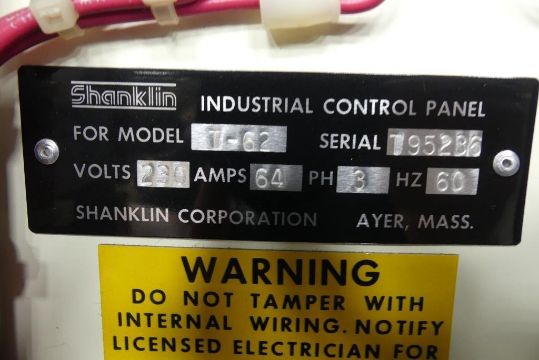 Shanklin INDUSTRIAL CONTROL PANEL
FOR MODEL T-62 SERIAL T95286
VOLTS 230 AMPS 64 PH 3 HZ 60
SHANKLIN CORPORATION AYER, MASS.
WARNING
DO NOT TAMPER WITH
INTERNAL WIRING. NOTIFY
LICENSED ELECTRICIAN FOR